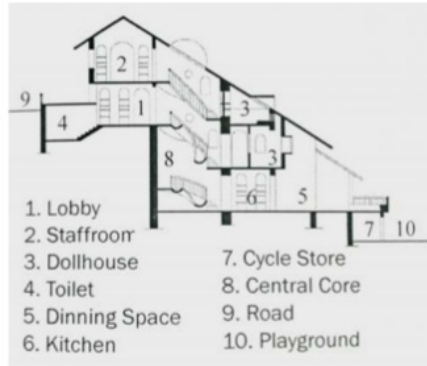 2
9
1
3
4
8
3
6
5
7
10
1. Lobby
2. Staffroom
3. Dollhouse
4. Toilet
5. Dinning Space
6. Kitchen
7. Cycle Store
8. Central Core
9. Road
10. Playground